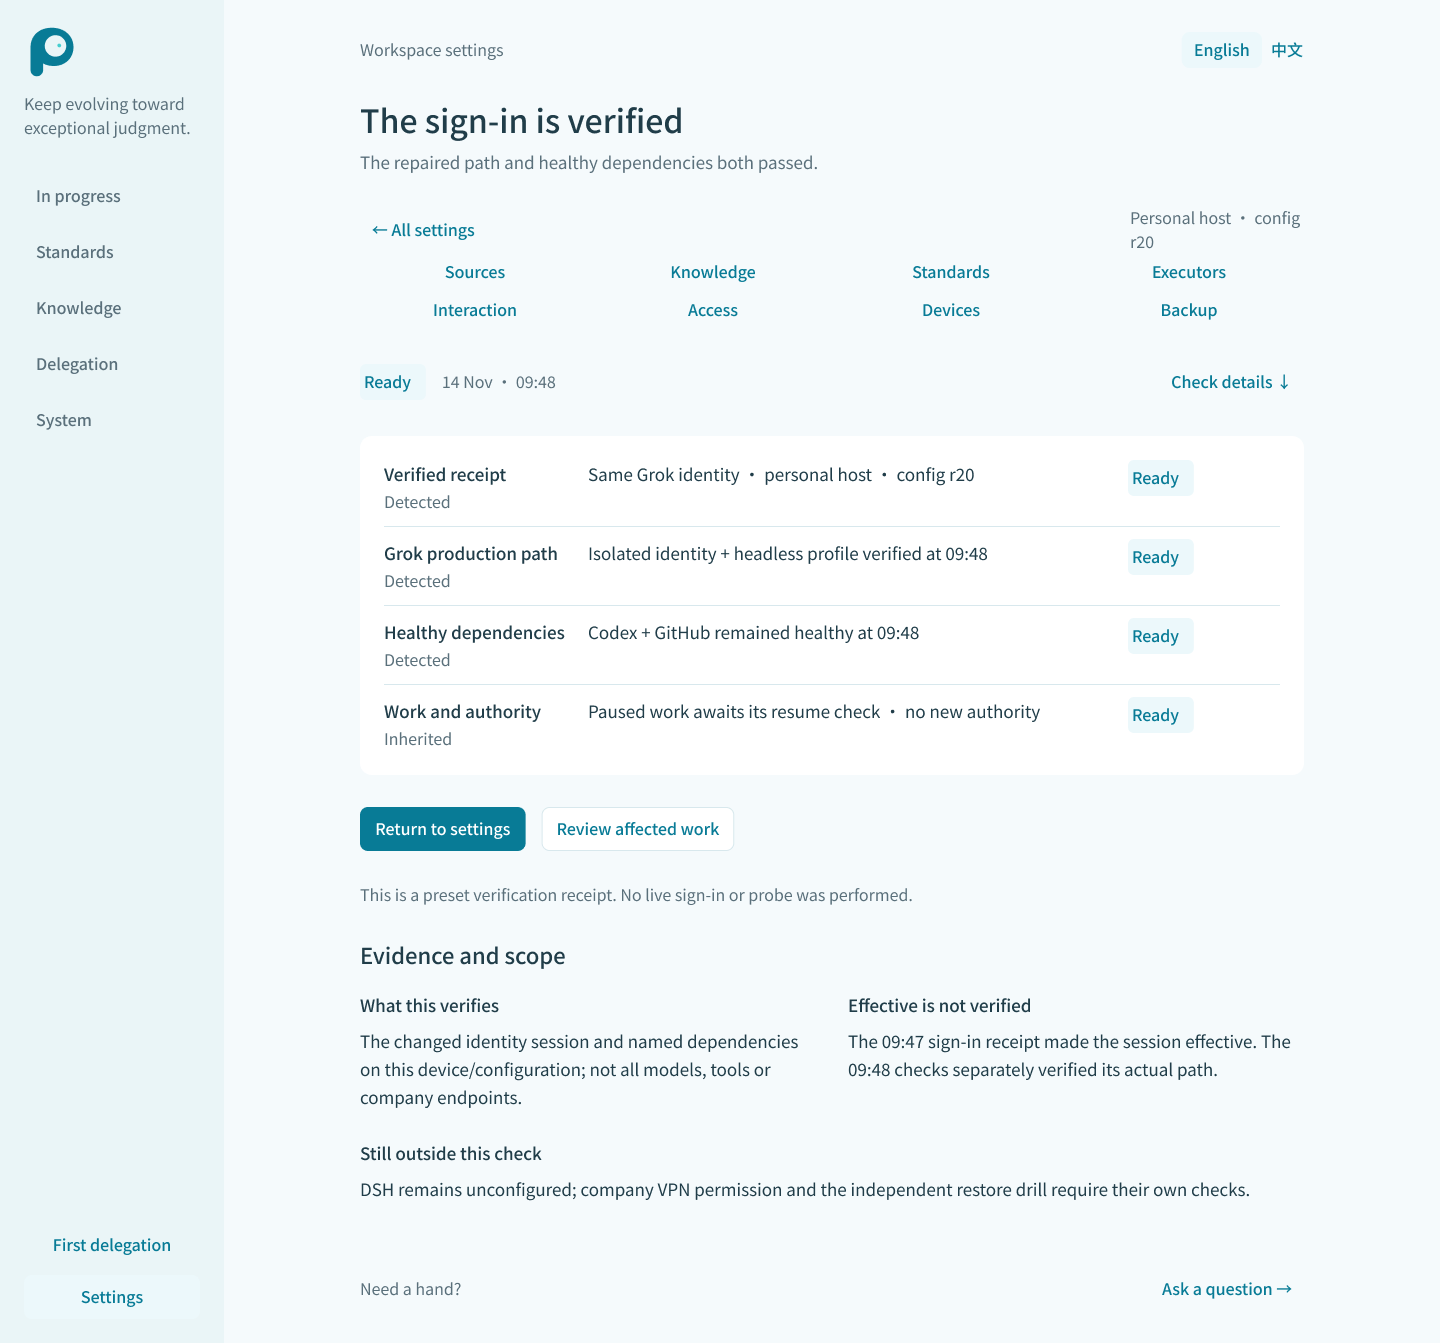 Keep evolving toward
exceptional judgment.
In progress
Standards
Knowledge
Delegation
System
First delegation
Settings
Workspace settings
English 中文
The sign-in is verified
The repaired path and healthy dependencies both passed.
← All settings
Personal host • config
r20
Sources Knowledge Standards Executors
Interaction Access Devices Backup
Ready 14 Nov • 09:48 Check details ↓
Verified receipt Same Grok identity • personal host • config r20 Ready
Detected
Grok production path Isolated identity + headless profile verified at 09:48 Ready
Detected
Healthy dependencies Codex + GitHub remained healthy at 09:48 Ready
Detected
Work and authority Paused work awaits its resume check • no new authority Ready
Inherited
Return to settings Review affected work
This is a preset verification receipt. No live sign-in or probe was performed.
Evidence and scope
What this verifies
The changed identity session and named dependencies
on this device/configuration; not all models, tools or
company endpoints.
Effective is not verified
The 09:47 sign-in receipt made the session effective. The
09:48 checks separately verified its actual path.
Still outside this check
DSH remains unconfigured; company VPN permission and the independent restore drill require their own checks.
Need a hand? Ask a question →